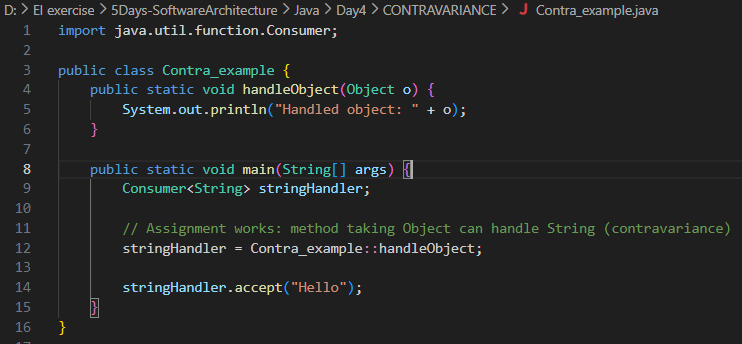 D: > EI exercise > 5Days-SoftwareArchitecture > Java > Day4 > CONTRAVARIANCE > J Contra_example.java
1 import java.util.function.Consumer;
2
3 public class Contra_example {
4     public static void handleObject(Object o) {
5         System.out.println("Handled object: " + o);
6     }
7
8     public static void main(String[] args) {
9         Consumer<String> stringHandler;
10
11         // Assignment works: method taking Object can handle String (contravariance)
12         stringHandler = Contra_example::handleObject;
13
14         stringHandler.accept("Hello");
15     }
16 }
17